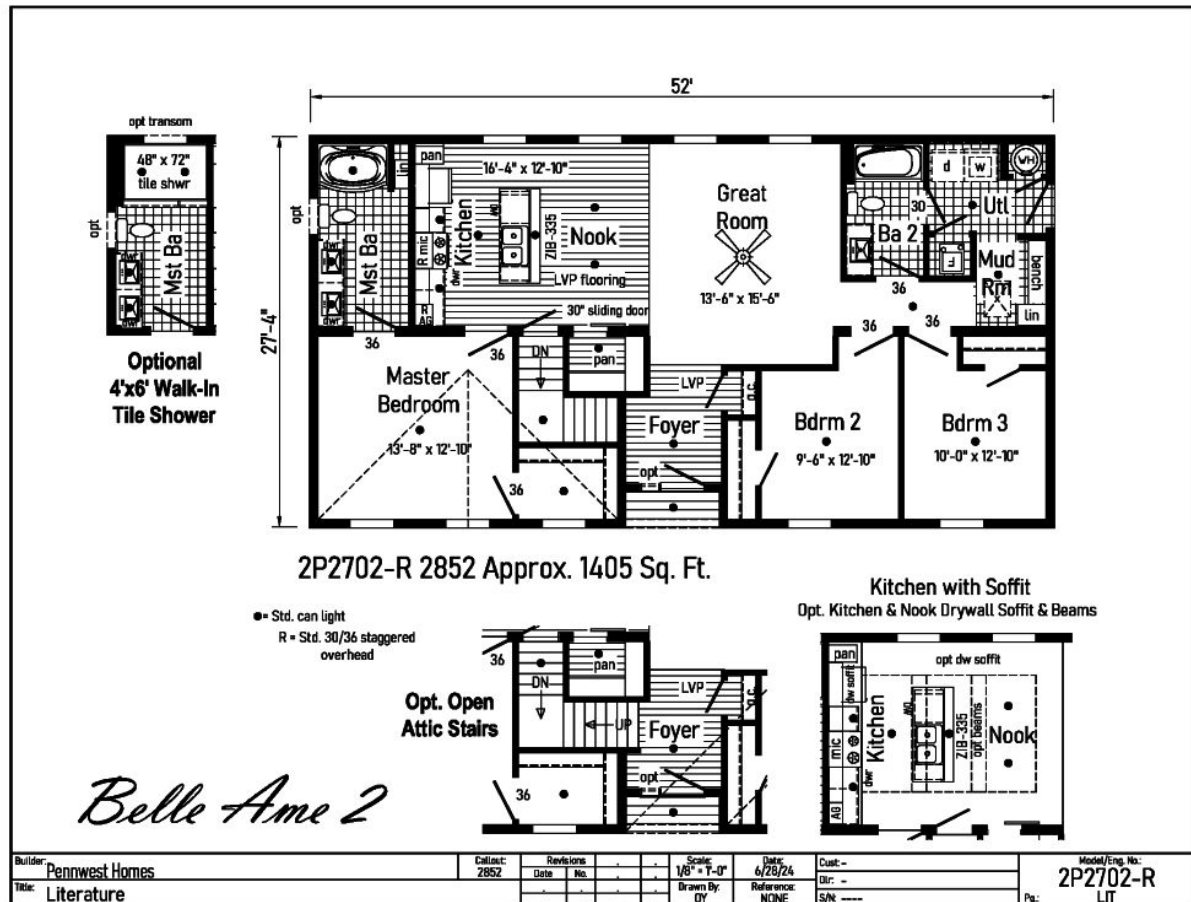 52'
27'-4"
opt transom
48" x 72"
tile shwr
opt
dwr
Mst Ba
dwr
Optional
4'x6' Walk-In
Tile Shower
opt
dwr
Mst Ba
dwr
36
lin
pan
16'-4" x 12'-10"
R mic
Kitchen
dwr
DW
ZIB-335
Nook
LVP flooring
R
AG
30" sliding door
Great
Room
13'-6" x 15'-6"
Ba 2
30
d
w
WH
Utl
Mud
Rm
bench
lin
36
36
36
36
DN
pan
Master
Bedroom
13'-8" x 12'-10"
36
LVP
g.c.
Foyer
opt
Bdrm 2
9'-6" x 12'-10"
Bdrm 3
10'-0" x 12'-10"
2P2702-R 2852 Approx. 1405 Sq. Ft.
●= Std. can light
R = Std. 30/36 staggered
overhead
Opt. Open
Attic Stairs
36
DN
pan
UP
LVP
g.c.
Foyer
opt
36
Kitchen with Soffit
Opt. Kitchen & Nook Drywall Soffit & Beams
pan
opt dw soffit
dw soffit
mic
Kitchen
dwr
DW
ZIB-335
opt beams
Nook
AG
Belle Ame 2
Builder: Pennwest Homes
Title: Literature
Callout:
2852
Revisions
Date No.
Scale:
1/8" = 1'-0"
Drawn By:
DY
Date:
6/28/24
Reference:
NONE
Cust: -
Dlr: -
S/N: ----
Model/Eng. No.:
2P2702-R
Pg.: LIT